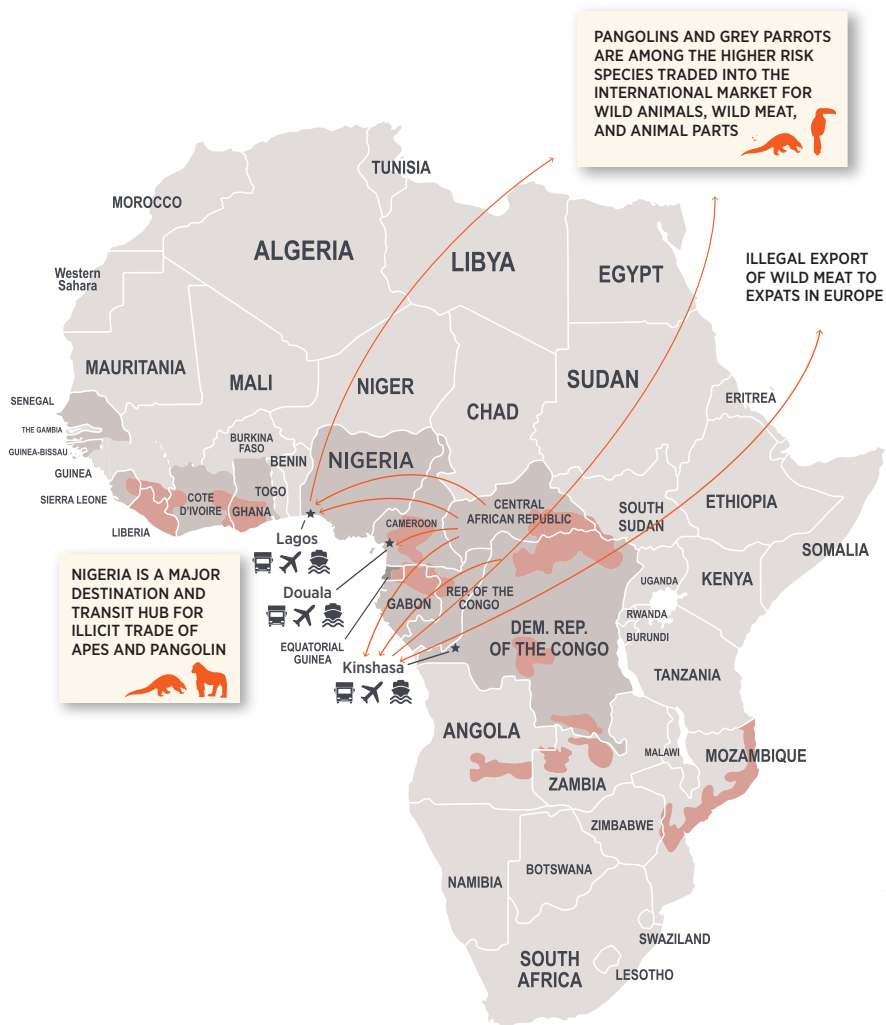 PANGOLINS AND GREY PARROTS
ARE AMONG THE HIGHER RISK
SPECIES TRADED INTO THE
INTERNATIONAL MARKET FOR
WILD ANIMALS, WILD MEAT,
AND ANIMAL PARTS
TUNISIA
MOROCCO
ALGERIA
LIBYA
EGYPT
ILLEGAL EXPORT
OF WILD MEAT TO
EXPATS IN EUROPE
Western
Sahara
MAURITANIA
MALI
NIGER
CHAD
SUDAN
ERITREA
SENEGAL
THE GAMBIA
GUINEA-BISSAU
GUINEA
SIERRA LEONE
LIBERIA
BURKINA
FASO
BENIN
NIGERIA
TOGO
COTE
D'IVOIRE
GHANA
CAMEROON
CENTRAL
AFRICAN REPUBLIC
SOUTH
SUDAN
ETHIOPIA
SOMALIA
Lagos
NIGERIA IS A MAJOR
DESTINATION AND
TRANSIT HUB FOR
ILLICIT TRADE OF
APES AND PANGOLIN
Douala
EQUATORIAL
GUINEA
GABON
REP. OF THE
CONGO
UGANDA
KENYA
RWANDA
BURUNDI
DEM. REP.
OF THE CONGO
Kinshasa
TANZANIA
ANGOLA
MALAWI
MOZAMBIQUE
ZAMBIA
ZIMBABWE
NAMIBIA
BOTSWANA
SWAZILAND
SOUTH
AFRICA
LESOTHO